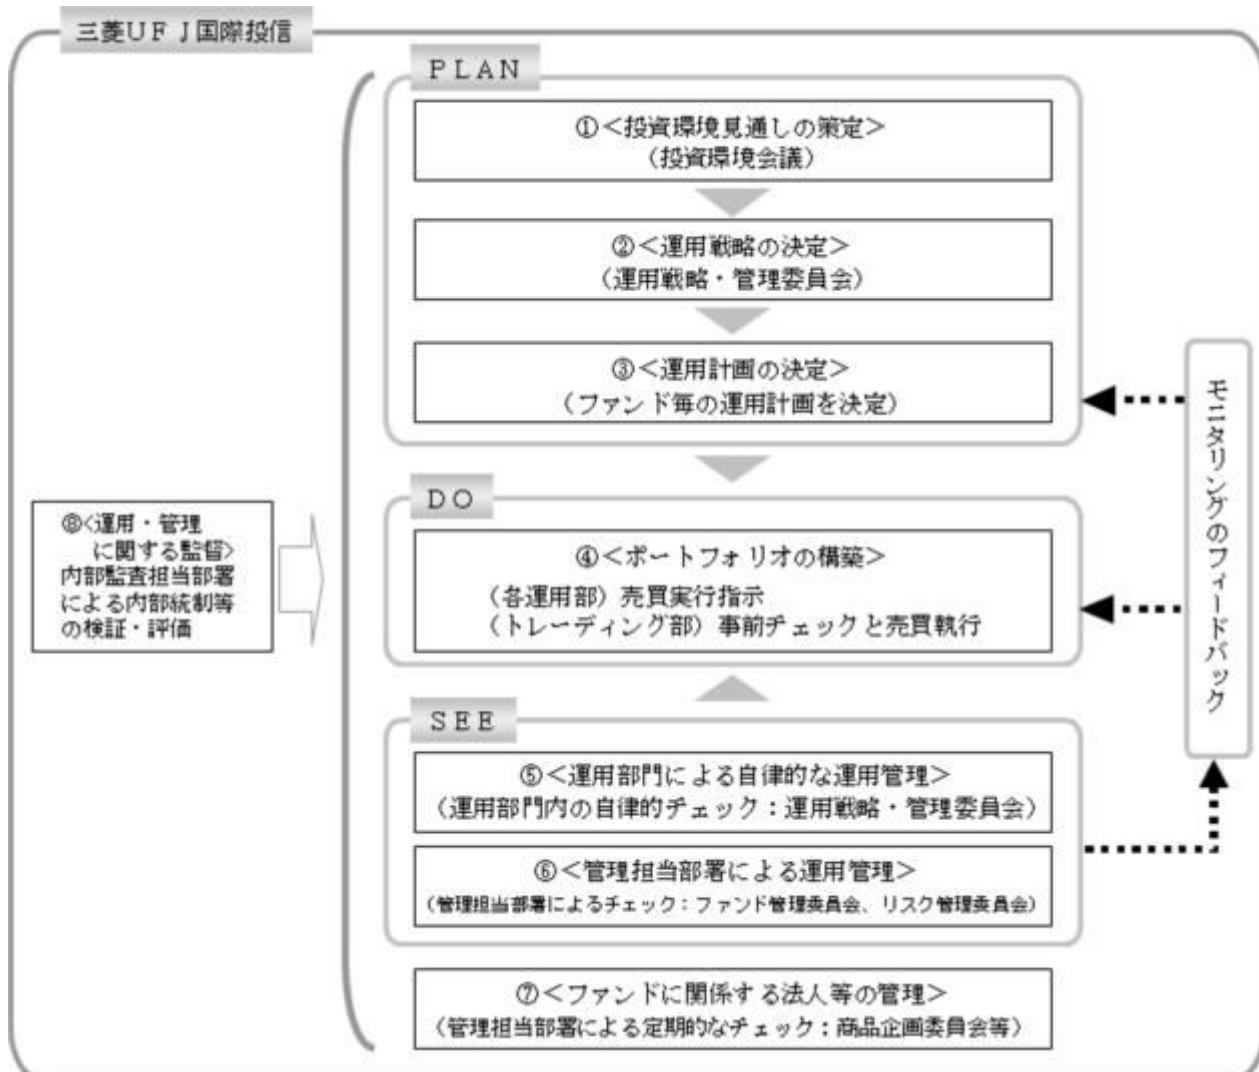 三菱UFJ国際投信
PLAN
①＜投資環境見通しの策定＞
（投資環境会議）
②＜運用戦略の決定＞
（運用戦略・管理委員会）
③＜運用計画の決定＞
（ファンド毎の運用計画を決定）
DO
④＜ポートフォリオの構築＞
（各運用部）売買実行指示
（トレーディング部）事前チェックと売買執行
SEE
⑤＜運用部門による自律的な運用管理＞
（運用部門内の自律的チェック：運用戦略・管理委員会）
⑥＜管理担当部署による運用管理＞
（管理担当部署によるチェック：ファンド管理委員会、リスク管理委員会）
⑦＜ファンドに関係する法人等の管理＞
（管理担当部署による定期的なチェック：商品企画委員会等）
⑧＜運用・管理
に関する監督＞
内部監査担当部署
による内部統制等
の検証・評価
モニタリングのフィードバック